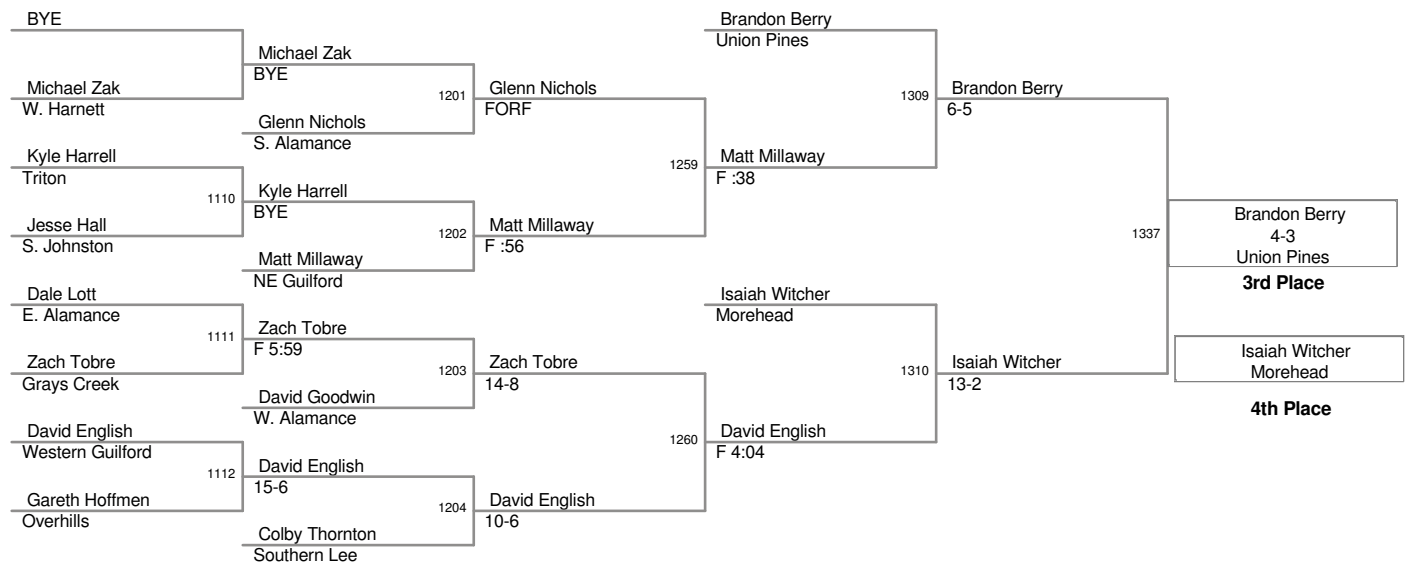 BYE
Michael Zak
W. Harnett
Kyle Harrell
Triton
Jesse Hall
S. Johnston
Dale Lott
E. Alamance
Zach Tobre
Grays Creek
David English
Western Guilford
Gareth Hoffmen
Overhills
1110
1111
1112
Michael Zak
BYE
Glenn Nichols
S. Alamance
Kyle Harrell
BYE
Matt Millaway
NE Guilford
Zach Tobre
F 5:59
David Goodwin
W. Alamance
David English
15-6
Colby Thornton
Southern Lee
1201
1202
1203
1204
Glenn Nichols
FORF
Matt Millaway
F :56
Zach Tobre
14-8
David English
10-6
1259
1260
Brandon Berry
Union Pines
Matt Millaway
F :38
Isaiah Witcher
Morehead
David English
F 4:04
1309
1310
Brandon Berry
6-5
Isaiah Witcher
13-2
1337
Brandon Berry
4-3
Union Pines
3rd Place
Isaiah Witcher
Morehead
4th Place